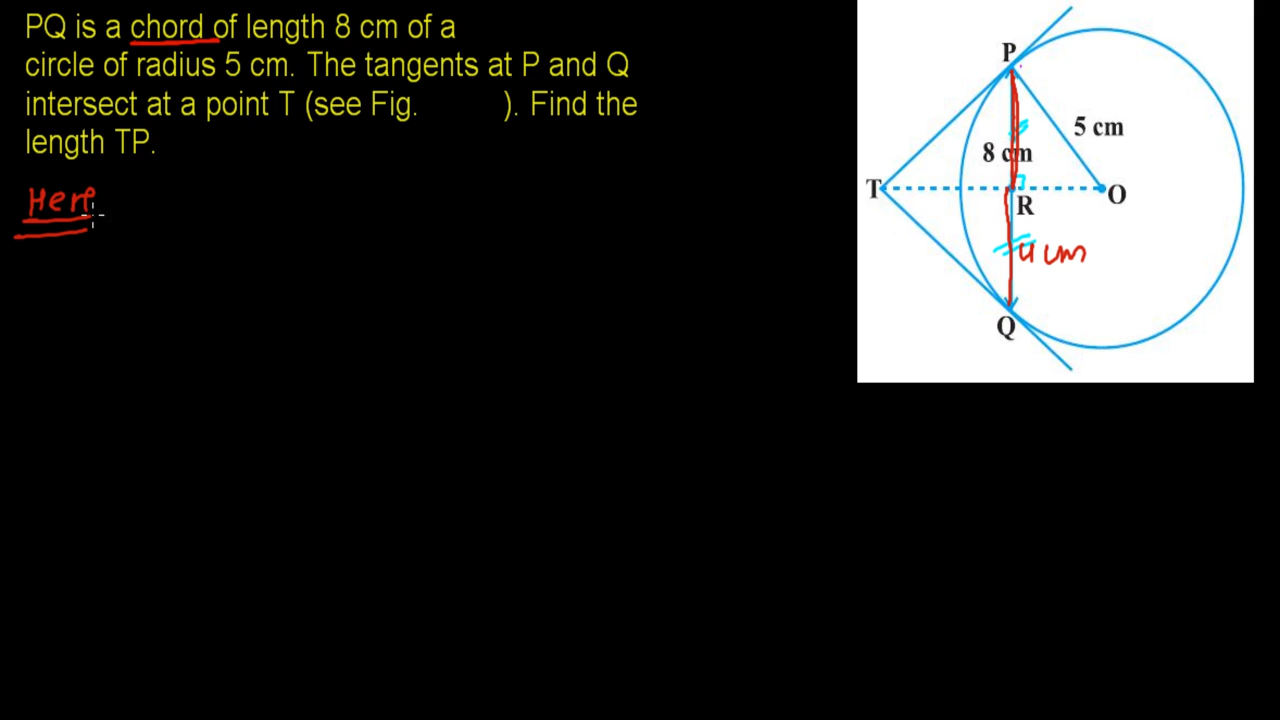 PQ is a chord of length 8 cm of a
circle of radius 5 cm. The tangents at P and Q
intersect at a point T (see Fig. ). Find the
length TP.
Here
P
5 cm
8 cm
T
R
O
4 cm
Q